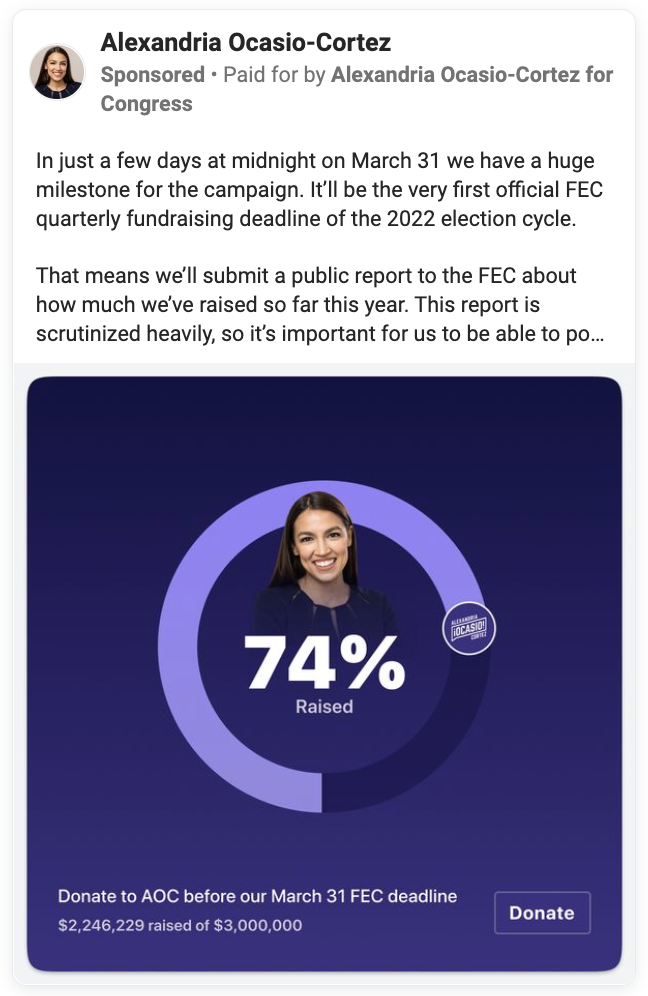 Alexandria Ocasio-Cortez
Sponsored • Paid for by Alexandria Ocasio-Cortez for
Congress
In just a few days at midnight on March 31 we have a huge
milestone for the campaign. It’ll be the very first official FEC
quarterly fundraising deadline of the 2022 election cycle.
That means we’ll submit a public report to the FEC about
how much we’ve raised so far this year. This report is
scrutinized heavily, so it’s important for us to be able to po...
ALEXANDRIA
¡OCASIO!
CORTEZ
74%
Raised
Donate to AOC before our March 31 FEC deadline
$2,246,229 raised of $3,000,000
Donate